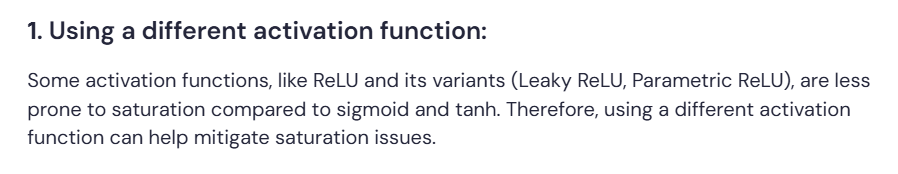 1. Using a different activation function:
Some activation functions, like ReLU and its variants (Leaky ReLU, Parametric ReLU), are less
prone to saturation compared to sigmoid and tanh. Therefore, using a different activation
function can help mitigate saturation issues.